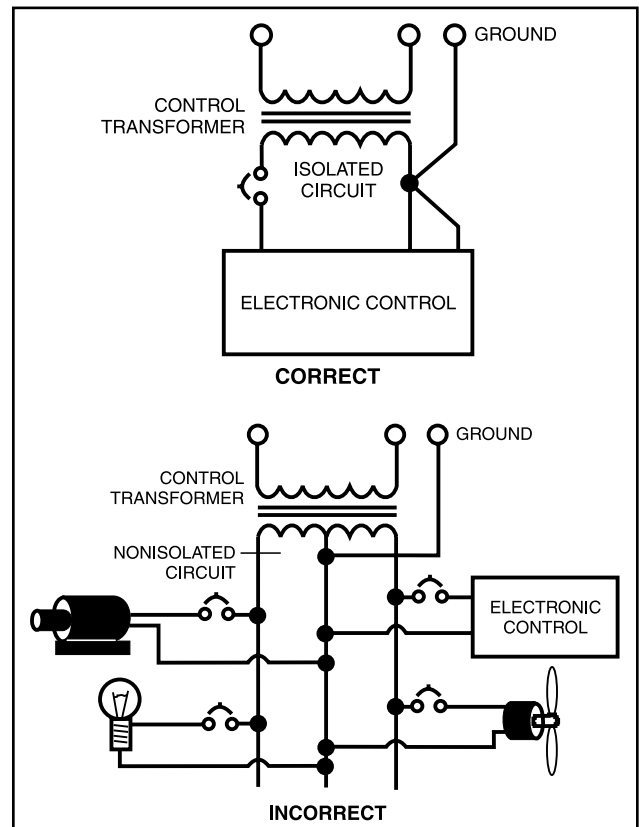 GROUND
CONTROL
TRANSFORMER
ISOLATED
CIRCUIT
ELECTRONIC CONTROL
CORRECT
GROUND
CONTROL
TRANSFORMER
NONISOLATED
CIRCUIT
ELECTRONIC
CONTROL
INCORRECT